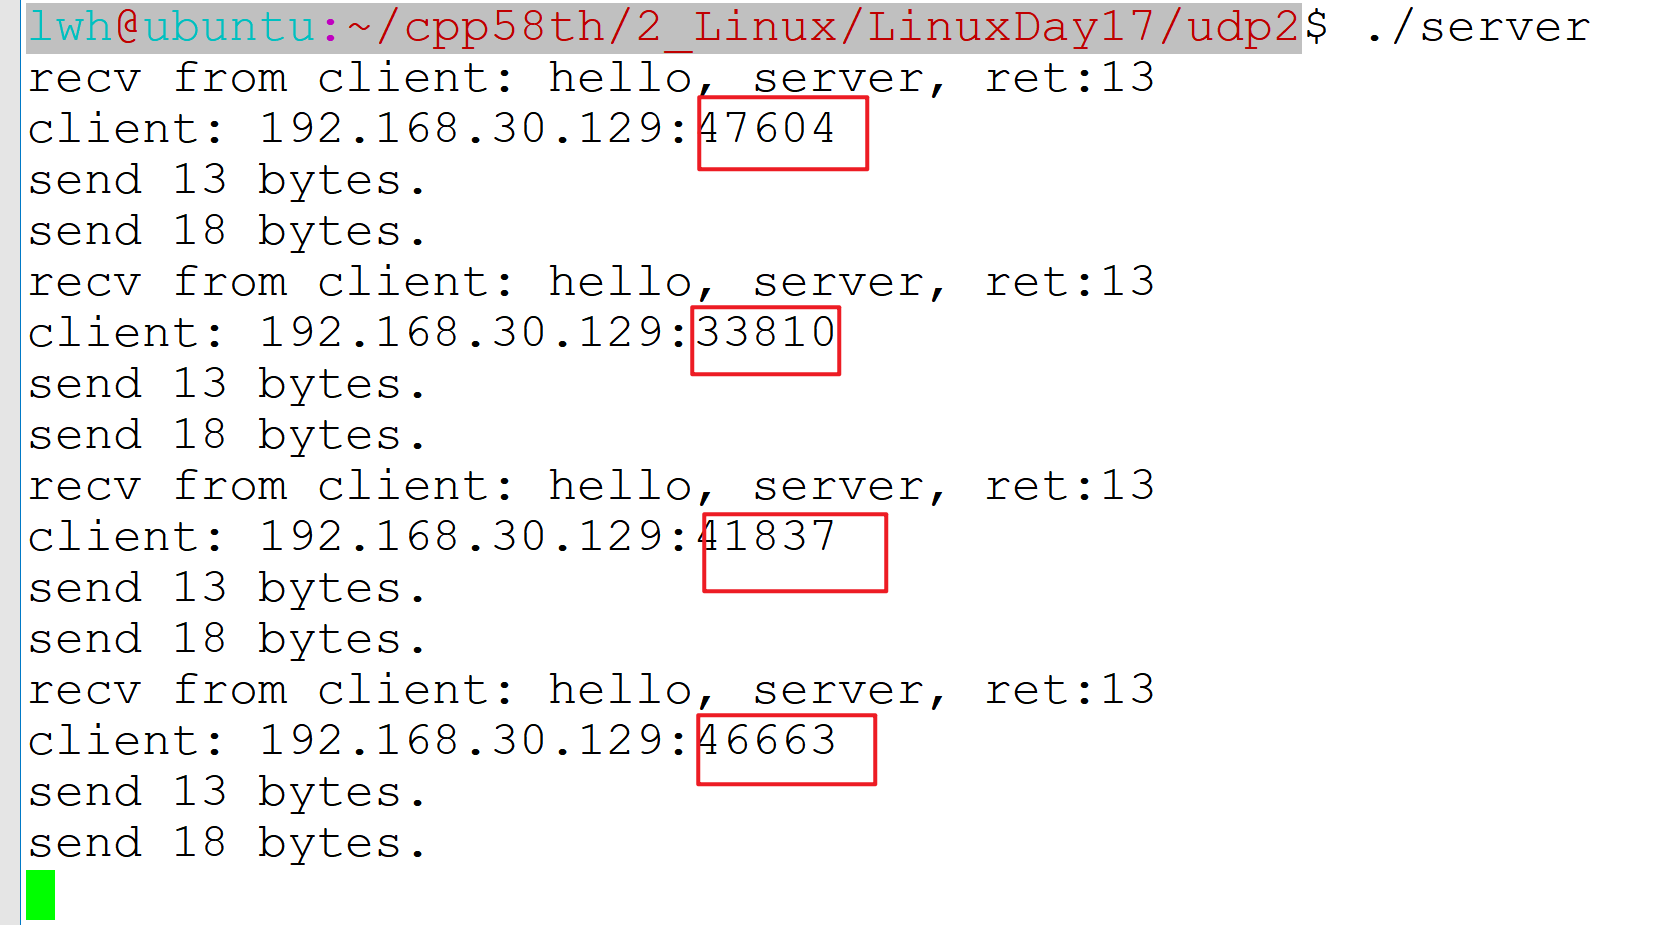 lwh@ubuntu:~/cpp58th/2_Linux/LinuxDay17/udp2$ ./server
recv from client: hello, server, ret:13
client: 192.168.30.129:47604
send 13 bytes.
send 18 bytes.
recv from client: hello, server, ret:13
client: 192.168.30.129:33810
send 13 bytes.
send 18 bytes.
recv from client: hello, server, ret:13
client: 192.168.30.129:41837
send 13 bytes.
send 18 bytes.
recv from client: hello, server, ret:13
client: 192.168.30.129:46663
send 13 bytes.
send 18 bytes.